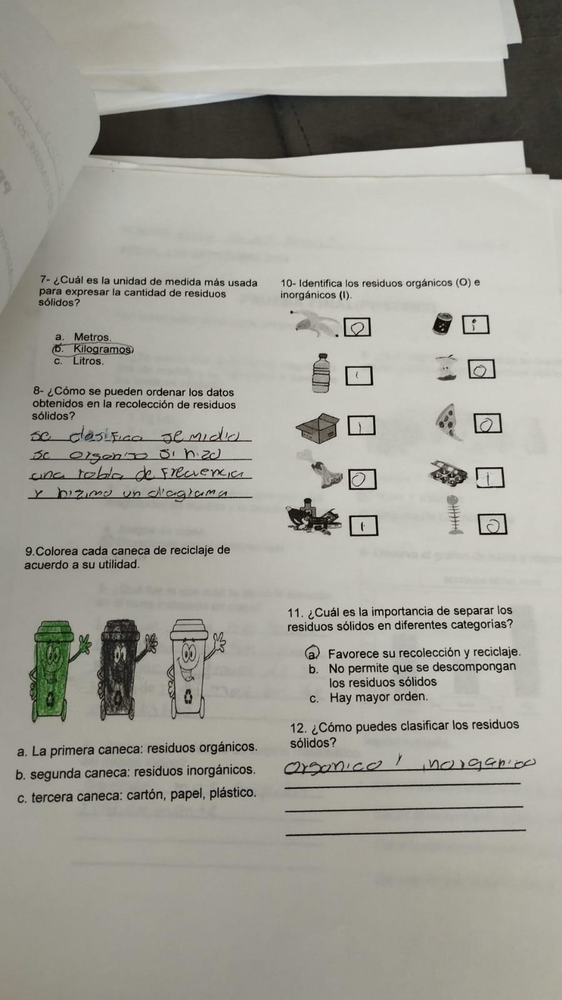 7- ¿Cuál es la unidad de medida más usada
para expresar la cantidad de residuos
sólidos?
a. Metros.
b. Kilogramos
c. Litros.
8- ¿Cómo se pueden ordenar los datos
obtenidos en la recolección de residuos
sólidos?
se clasifico se midio
se organiso si hizo
una tabla de Frecuencia
y hizimo un diagrama
9.Colorea cada caneca de reciclaje de
acuerdo a su utilidad.
a. La primera caneca: residuos orgánicos.
b. segunda caneca: residuos inorgánicos.
c. tercera caneca: cartón, papel, plástico.
10- Identifica los residuos orgánicos (O) e
inorgánicos (I).
O i
I O
I O
O I
I O
11. ¿Cuál es la importancia de separar los
residuos sólidos en diferentes categorías?
a. Favorece su recolección y reciclaje.
b. No permite que se descompongan
los residuos sólidos
c. Hay mayor orden.
12. ¿Cómo puedes clasificar los residuos
sólidos?
organico y inorganico